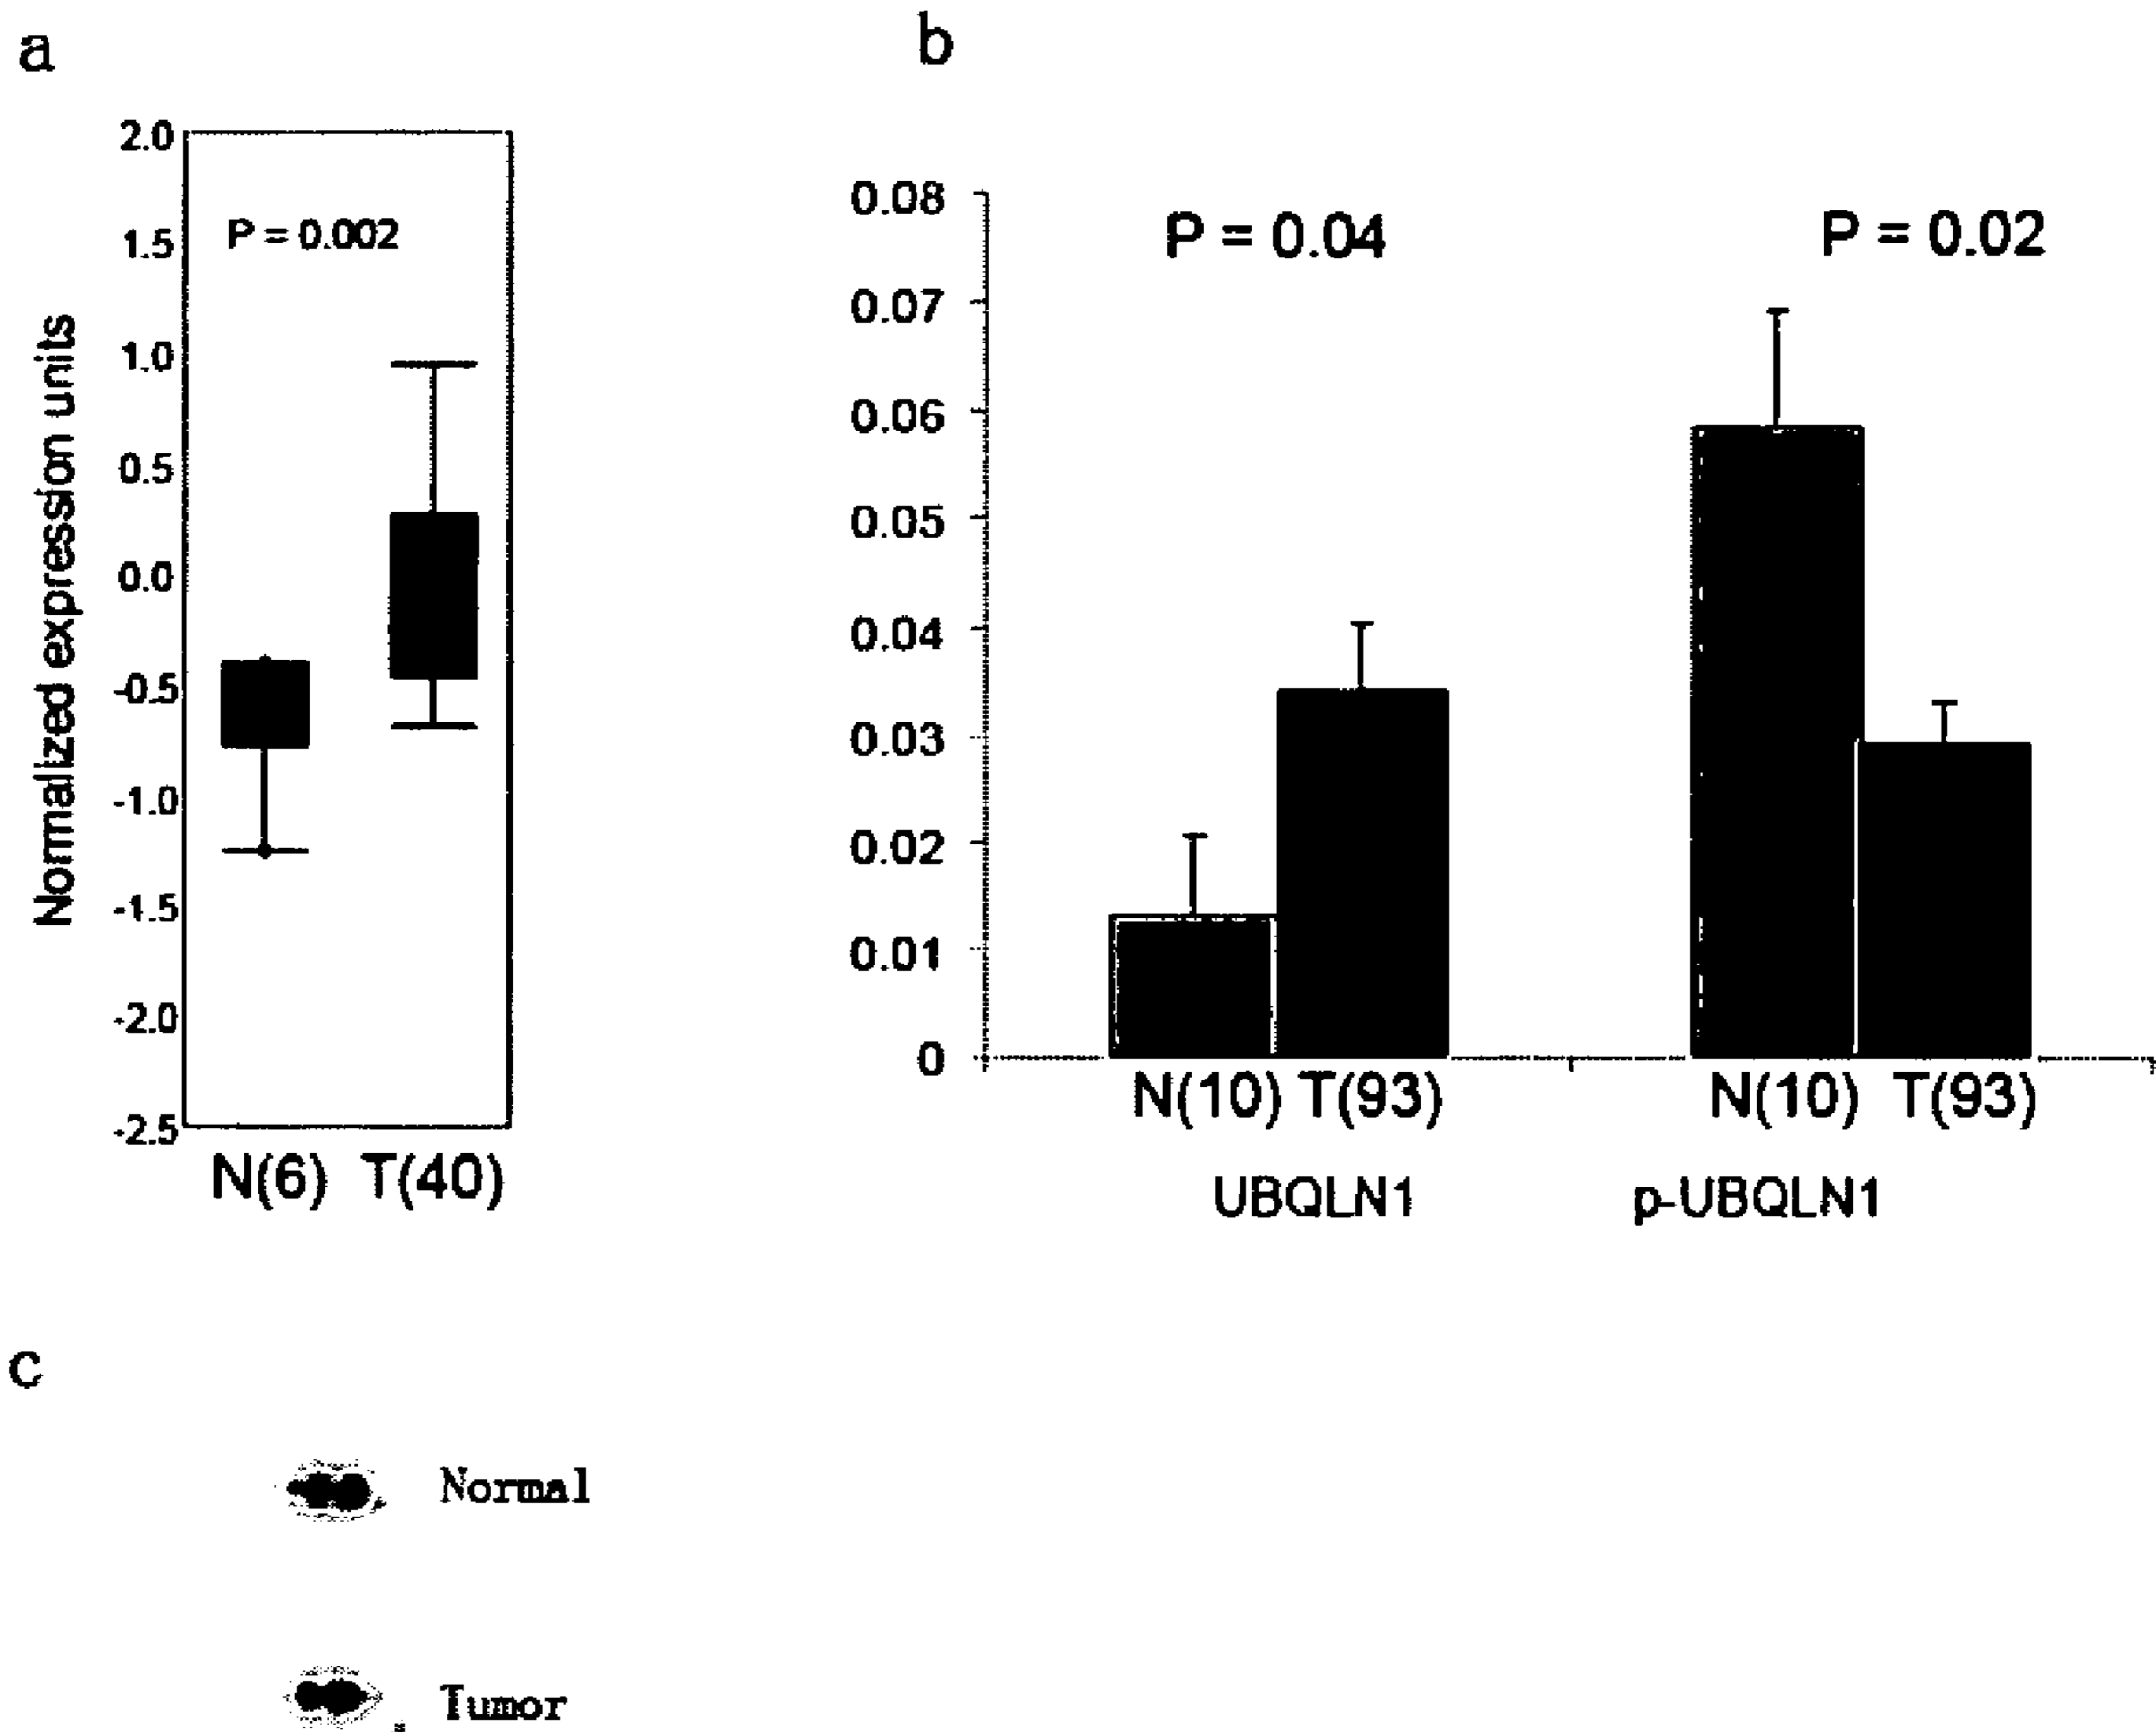 a
2.0
1.5
1.0
0.5
0.0
-0.5
-1.0
-1.5
-2.0
-2.5
Normalized expression units
P = 0.002
N(6) T(40)
b
0.08
0.07
0.06
0.05
0.04
0.03
0.02
0.01
0
P = 0.04
P = 0.02
N(10) T(93)
N(10) T(93)
UBQLN1
p-UBQLN1
c
Normal
Tumor